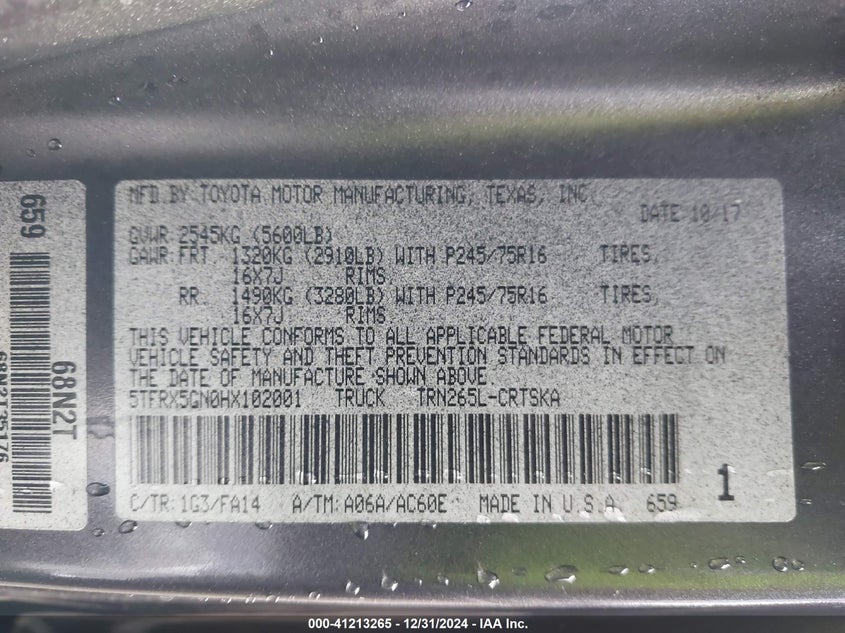 659
68N2T
68N2T35176
MFD.BY TOYOTA MOTOR MANUFACTURING, TEXAS, INC.
DATE 10/17
GVWR 2545KG (5600LB)
GAWR FRT 1320KG (2910LB) WITH P245/75R16 TIRES,
16X7J RIMS
RR. 1490KG (3280LB) WITH P245/75R16 TIRES,
16X7J RIMS
THIS VEHICLE CONFORMS TO ALL APPLICABLE FEDERAL MOTOR
VEHICLE SAFETY AND THEFT PREVENTION STANDARDS IN EFFECT ON
THE DATE OF MANUFACTURE SHOWN ABOVE.
5TFRX5GN0HX102001 TRUCK TRN265L-CRTSKA
C/TR:1G3/FA14 A/TM:A06A/AC60E MADE IN U.S.A. 659 1
000-41213265 - 12/31/2024 - IAA Inc.